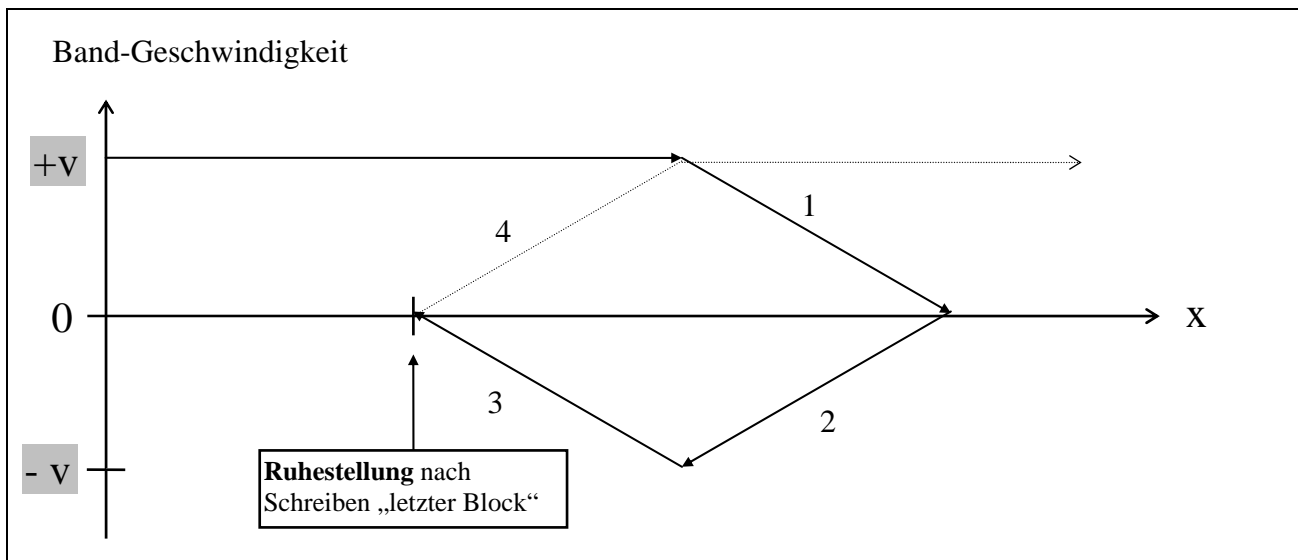 Band-Geschwindigkeit
+v
1
4
0
x
3
2
- v
Ruhestellung nach
Schreiben „letzter Block“